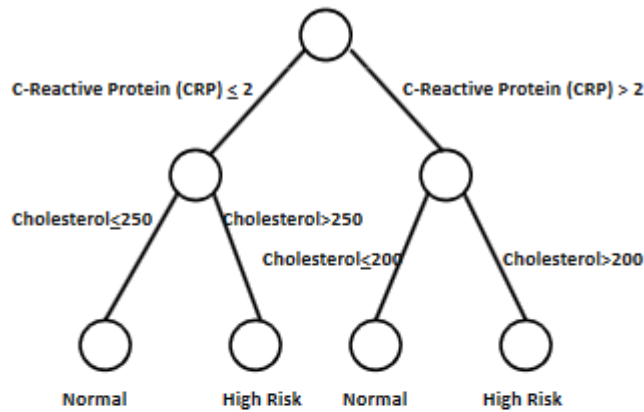 C-Reactive Protein (CRP) ≤ 2
C-Reactive Protein (CRP) > 2
Cholesterol≤250
Cholesterol>250
Cholesterol≤200
Cholesterol>200
Normal
High Risk
Normal
High Risk